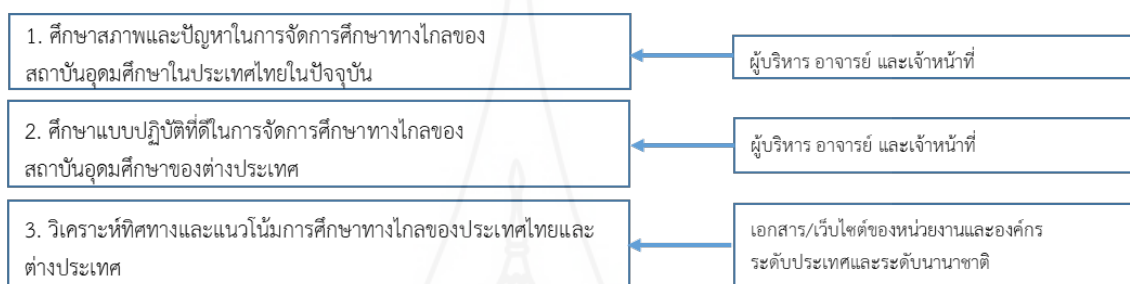 1. ศึกษาสภาพและปัญหาในการจัดการศึกษาทางไกลของ
สถาบันอุดมศึกษาในประเทศไทยในปัจจุบัน
ผู้บริหาร อาจารย์ และเจ้าหน้าที่
2. ศึกษาแบบปฏิบัติที่ดีในการจัดการศึกษาทางไกลของ
สถาบันอุดมศึกษาของต่างประเทศ
ผู้บริหาร อาจารย์ และเจ้าหน้าที่
3. วิเคราะห์ทิศทางและแนวโน้มการศึกษาทางไกลของประเทศไทยและ
ต่างประเทศ
เอกสาร/เว็บไซต์ของหน่วยงานและองค์กร
ระดับประเทศและระดับนานาชาติ